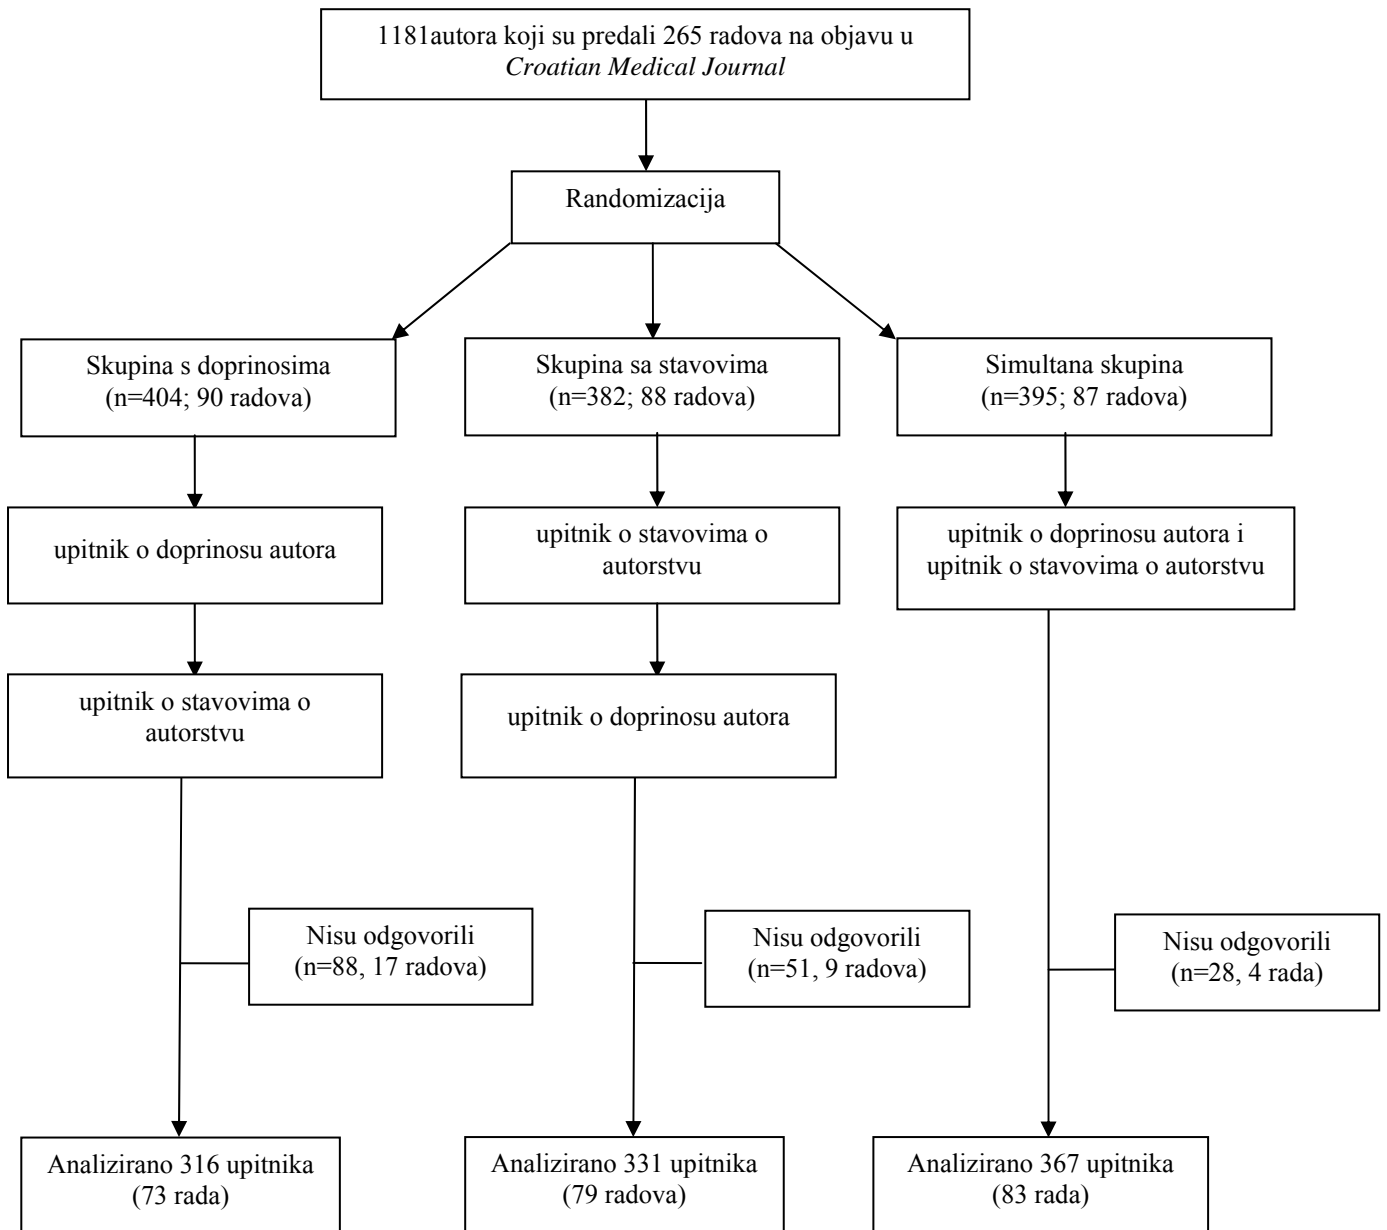 1181autora koji su predali 265 radova na objavu u
Croatian Medical Journal
Randomizacija
Skupina s doprinosima
(n=404; 90 radova)
Skupina sa stavovima
(n=382; 88 radova)
Simultana skupina
(n=395; 87 radova)
upitnik o doprinosu autora
upitnik o stavovima o
autorstvu
upitnik o doprinosu autora i
upitnik o stavovima o autorstvu
upitnik o stavovima o
autorstvu
upitnik o doprinosu autora
Nisu odgovorili
(n=88, 17 radova)
Nisu odgovorili
(n=51, 9 radova)
Nisu odgovorili
(n=28, 4 rada)
Analizirano 316 upitnika
(73 rada)
Analizirano 331 upitnika
(79 radova)
Analizirano 367 upitnika
(83 rada)